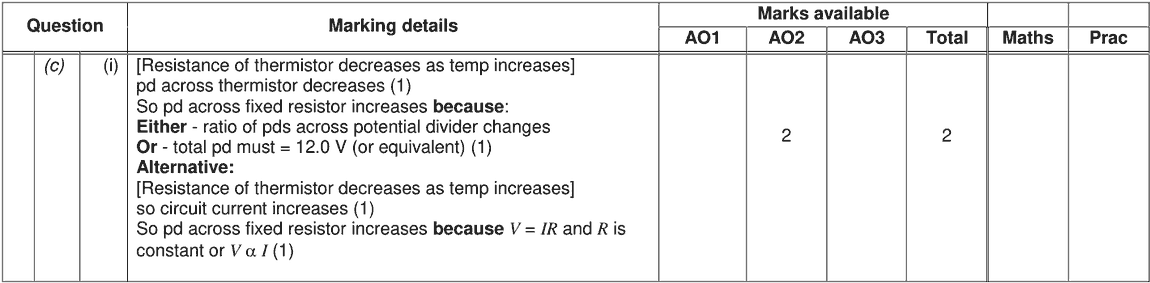 Question Marking details Marks available
AO1 AO2 AO3 Total Maths Prac
(c) (i) [Resistance of thermistor decreases as temp increases]
pd across thermistor decreases (1)
So pd across fixed resistor increases because:
Either - ratio of pds across potential divider changes
Or - total pd must = 12.0 V (or equivalent) (1)
2 2
Alternative:
[Resistance of thermistor decreases as temp increases]
so circuit current increases (1)
So pd across fixed resistor increases because V = IR and R is
constant or V α I (1)